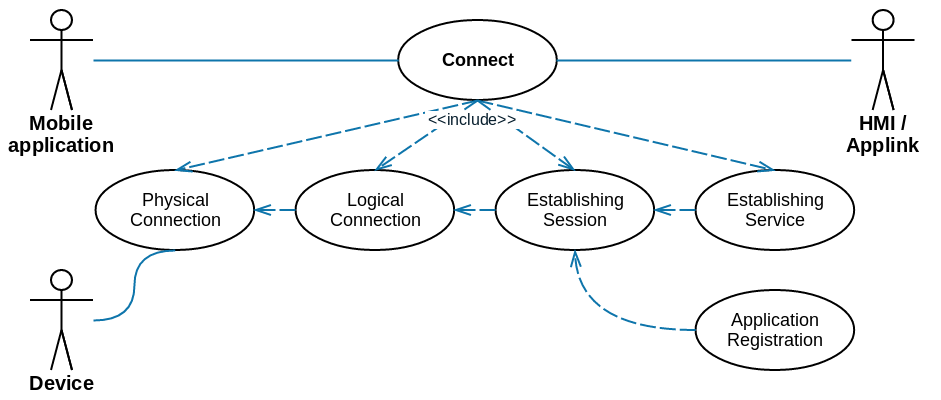 Connect
Mobile
application
<<include>>
HMI /
Applink
Physical
Connection
Logical
Connection
Establishing
Session
Establishing
Service
Application
Registration
Device